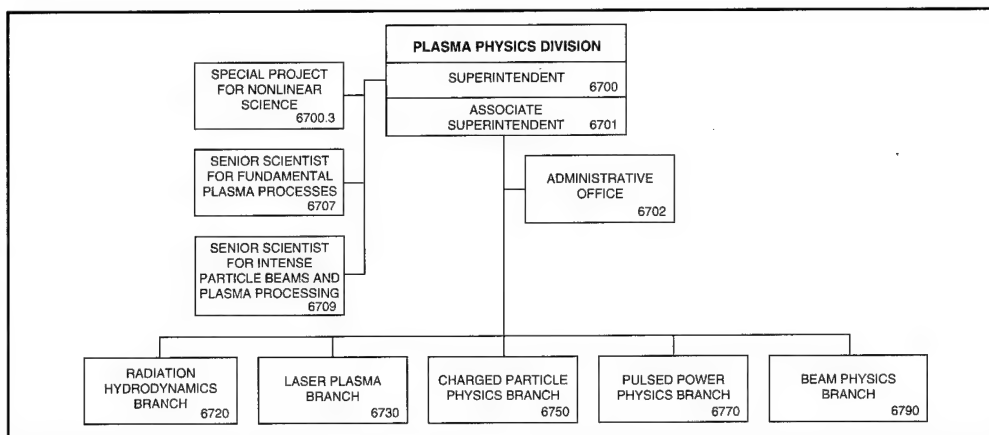 PLASMA PHYSICS DIVISION
SUPERINTENDENT
6700
ASSOCIATE
SUPERINTENDENT 6701
SPECIAL PROJECT
FOR NONLINEAR
SCIENCE
6700.3
SENIOR SCIENTIST
FOR FUNDAMENTAL
PLASMA PROCESSES
6707
SENIOR SCIENTIST
FOR INTENSE
PARTICLE BEAMS AND
PLASMA PROCESSING
6709
ADMINISTRATIVE
OFFICE
6702
RADIATION
HYDRODYNAMICS
BRANCH
6720
LASER PLASMA
BRANCH
6730
CHARGED PARTICLE
PHYSICS BRANCH
6750
PULSED POWER
PHYSICS BRANCH
6770
BEAM PHYSICS
BRANCH
6790